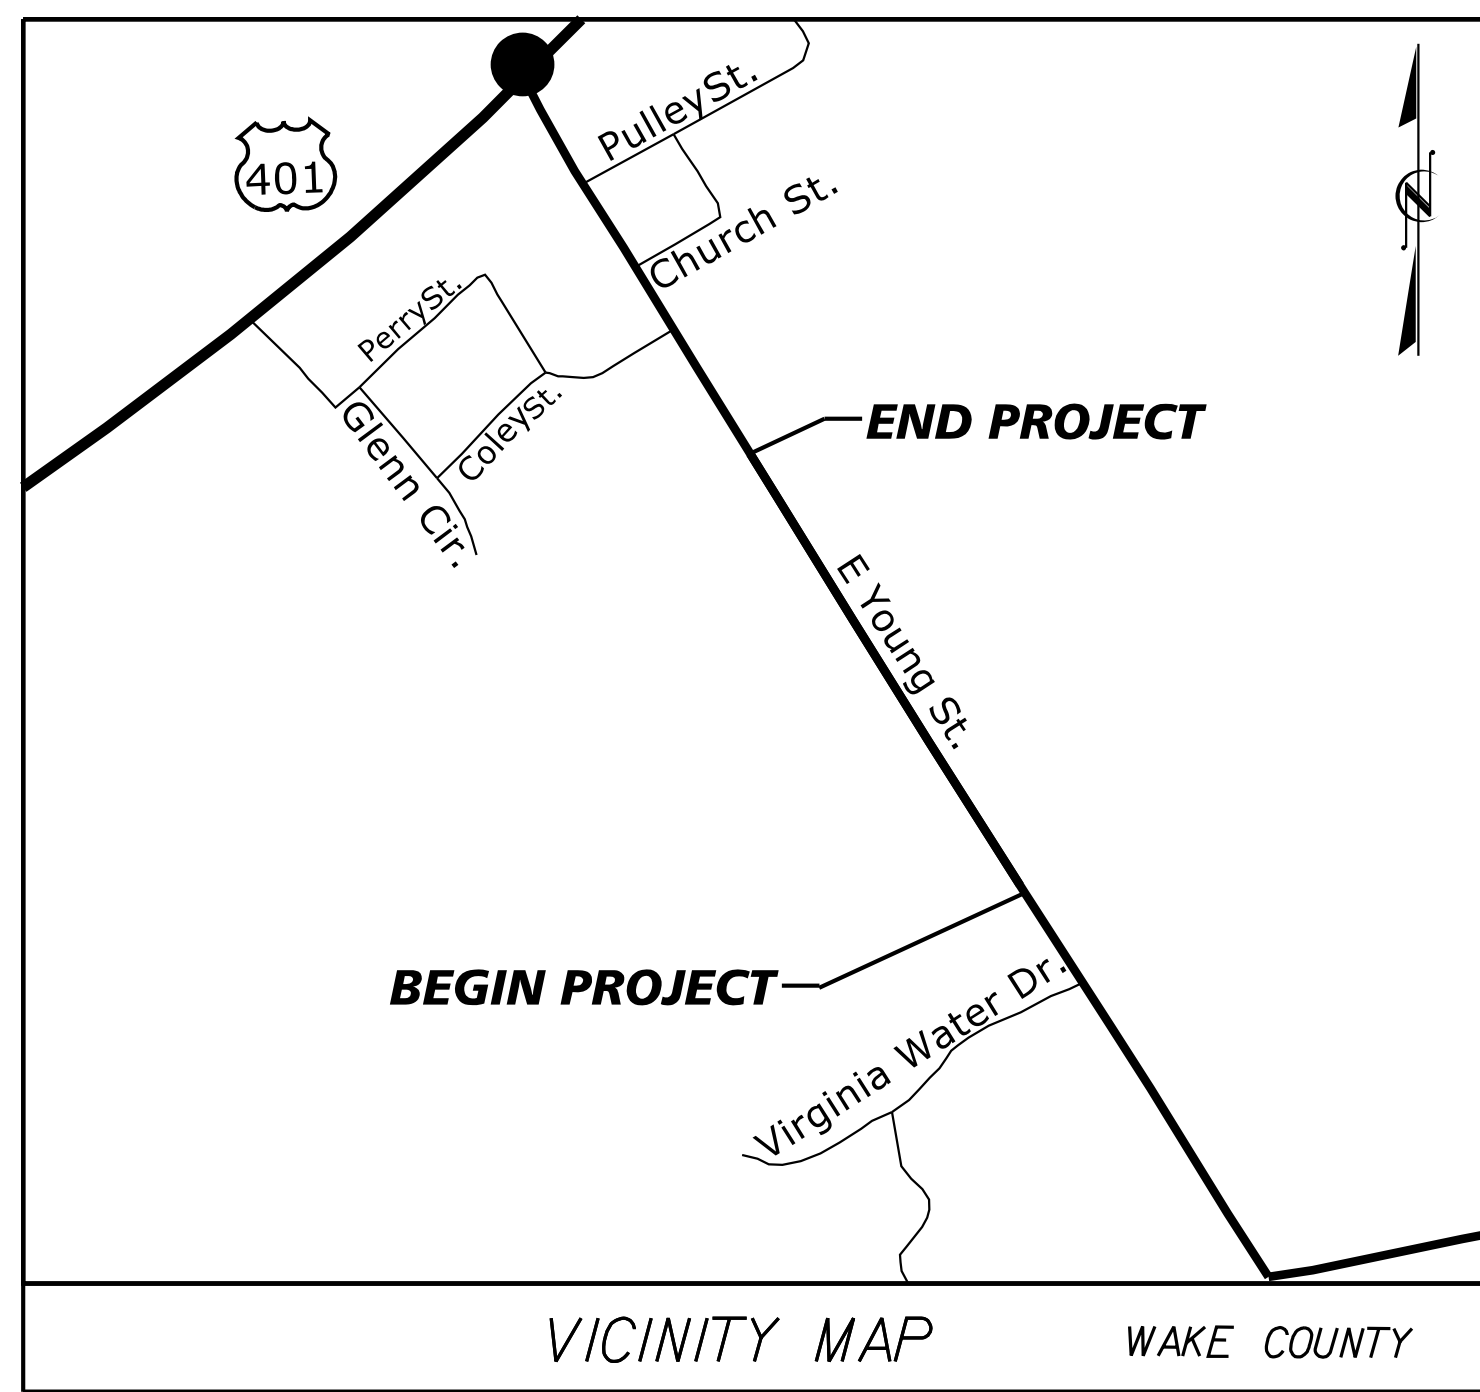 PulleySt.
401
Church St.
PerrySt.
N
ColeySt.
Glenn Cir.
END PROJECT
E Young St.
BEGIN PROJECT
Virginia Water Dr.
VICINITY MAP
WAKE COUNTY